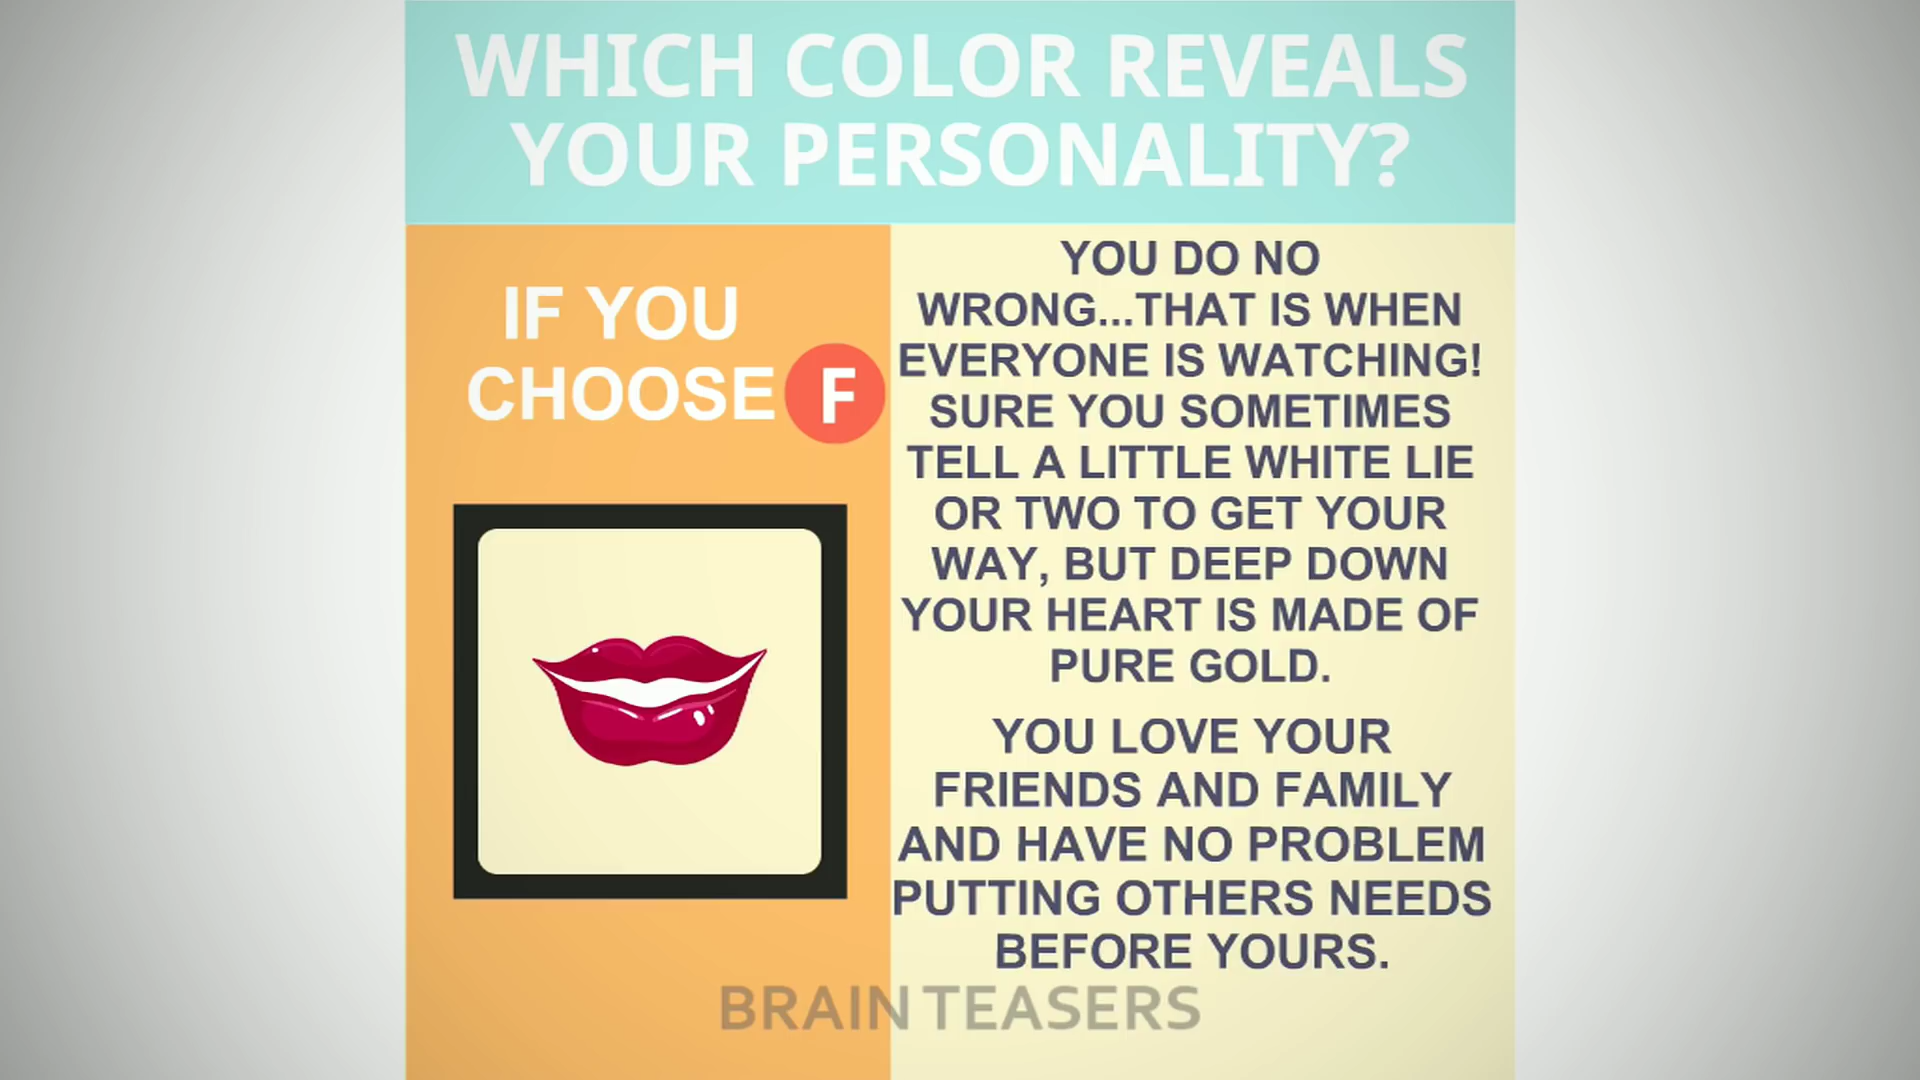 WHICH COLOR REVEALS
YOUR PERSONALITY?
IF YOU
CHOOSE F
YOU DO NO
WRONG...THAT IS WHEN
EVERYONE IS WATCHING!
SURE YOU SOMETIMES
TELL A LITTLE WHITE LIE
OR TWO TO GET YOUR
WAY, BUT DEEP DOWN
YOUR HEART IS MADE OF
PURE GOLD.
YOU LOVE YOUR
FRIENDS AND FAMILY
AND HAVE NO PROBLEM
PUTTING OTHERS NEEDS
BEFORE YOURS.
BRAIN TEASERS